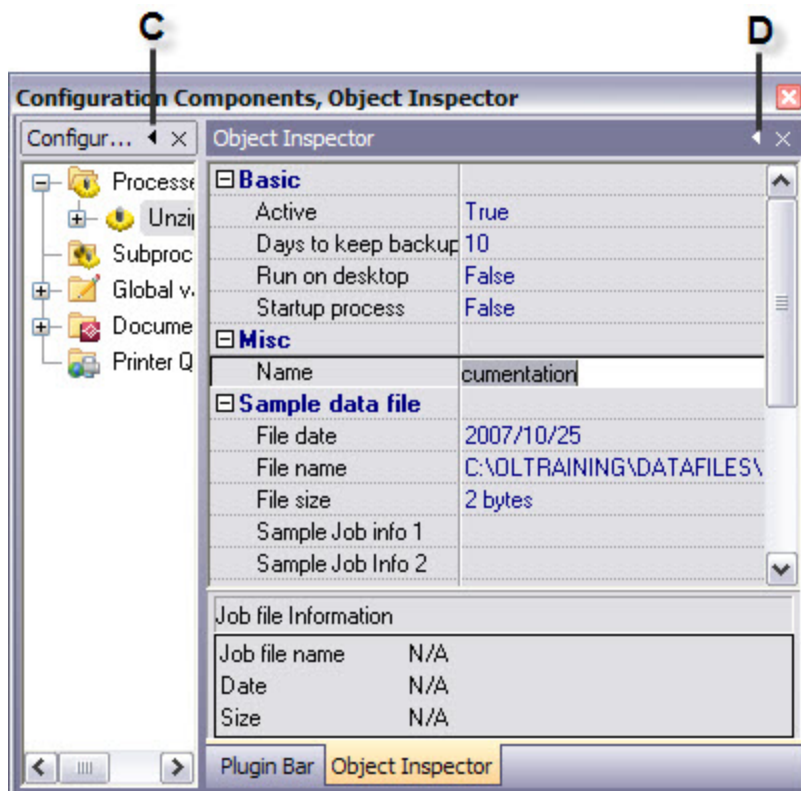 C D
Configuration Components, Object Inspector
Configur...
Object Inspector
Processe
Unzip
Subproc
Global v
Docume
Printer Q
Basic
Active True
Days to keep backup 10
Run on desktop False
Startup process False
Misc
Name cumentation
Sample data file
File date 2007/10/25
File name C:\OLTRAINING\DATAFILES\
File size 2 bytes
Sample Job info 1
Sample Job Info 2
Job file Information
Job file name N/A
Date N/A
Size N/A
Plugin Bar Object Inspector